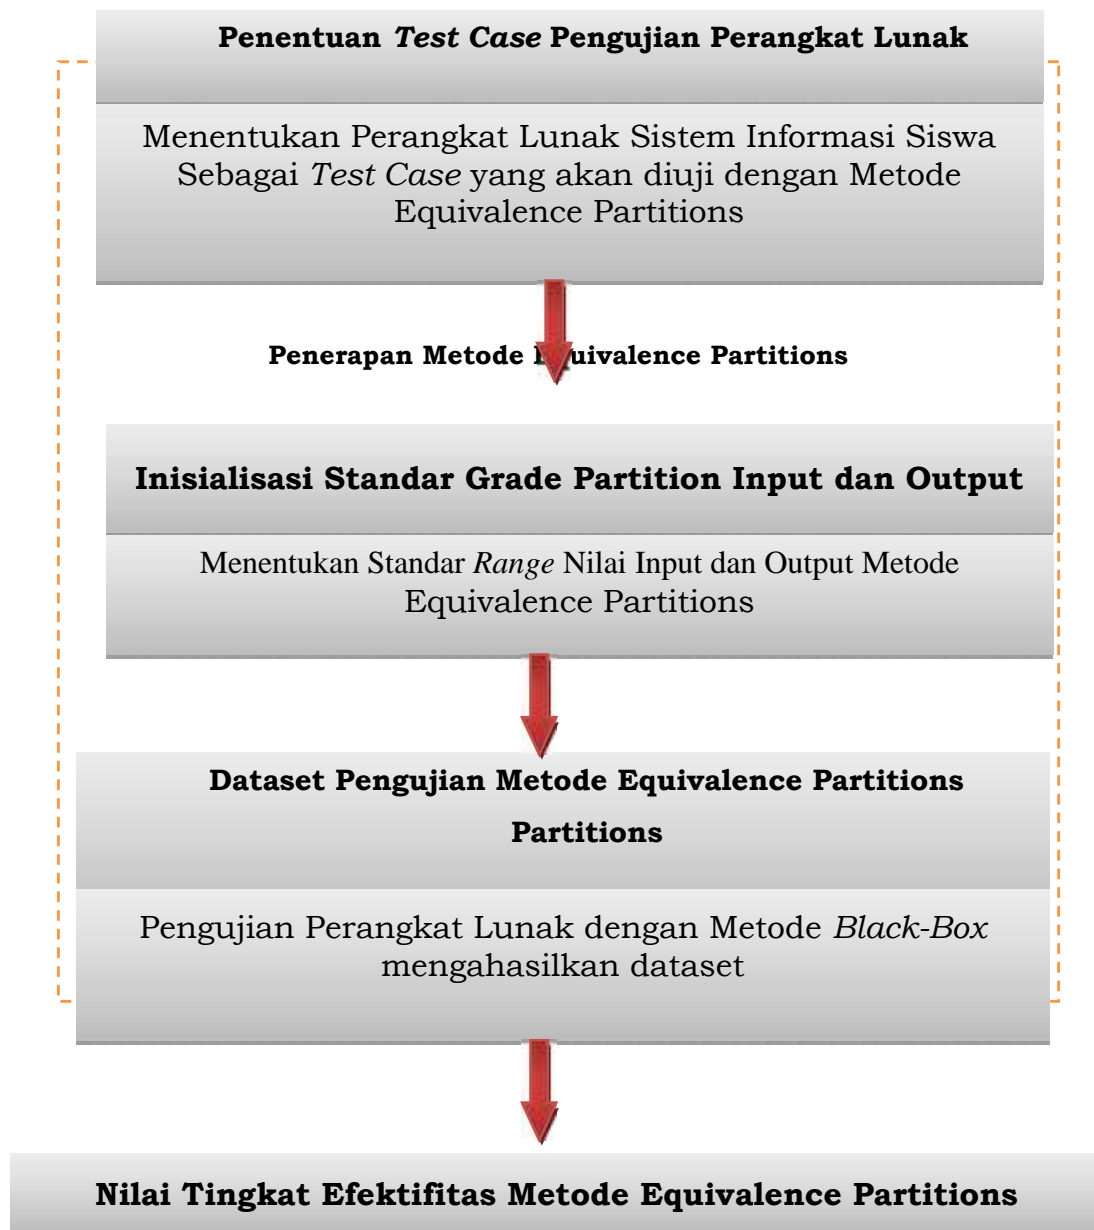 Penentuan Test Case Pengujian Perangkat Lunak
Menentukan Perangkat Lunak Sistem Informasi Siswa
Sebagai Test Case yang akan diuji dengan Metode
Equivalence Partitions
Penerapan Metode Equivalence Partitions
Inisialisasi Standar Grade Partition Input dan Output
Menentukan Standar Range Nilai Input dan Output Metode
Equivalence Partitions
Dataset Pengujian Metode Equivalence Partitions
Partitions
Pengujian Perangkat Lunak dengan Metode Black-Box
mengahasilkan dataset
Nilai Tingkat Efektifitas Metode Equivalence Partitions